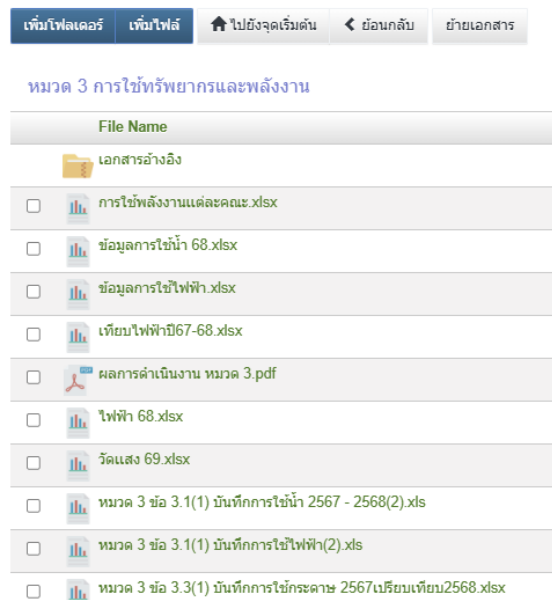 เพิ่มโฟลเดอร์ เพิ่มไฟล์ ไปยังจุดเริ่มต้น ย้อนกลับ ย้ายเอกสาร
หมวด 3 การใช้ทรัพยากรและพลังงาน
File Name
เอกสารอ้างอิง
การใช้พลังงานแต่ละคณะ.xlsx
ข้อมูลการใช้น้ำ 68.xlsx
ข้อมูลการใช้ไฟฟ้า.xlsx
เทียบไฟฟ้าปี67-68.xlsx
ผลการดำเนินงาน หมวด 3.pdf
ไฟฟ้า 68.xlsx
วัดแสง 69.xlsx
หมวด 3 ข้อ 3.1(1) บันทึกการใช้น้ำ 2567 - 2568(2).xls
หมวด 3 ข้อ 3.1(1) บันทึกการใช้ไฟฟ้า(2).xls
หมวด 3 ข้อ 3.3(1) บันทึกการใช้กระดาษ 2567เปรียบเทียบ2568.xlsx